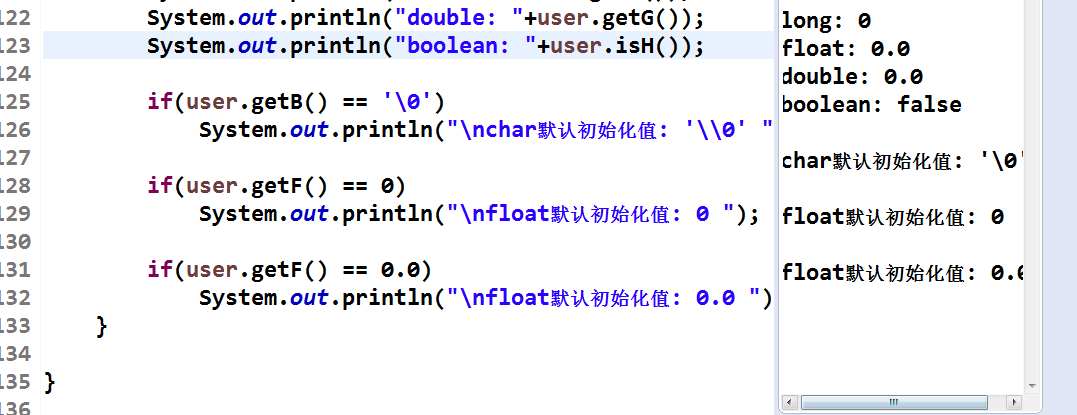 122 System.out.println("double: "+user.getG());
123 System.out.println("boolean: "+user.isH());
124
125 if(user.getB() == '\0')
126 System.out.println("\nchar默认初始化值: '\\0' "
127
128 if(user.getF() == 0)
129 System.out.println("\nfloat默认初始化值: 0 ");
130
131 if(user.getF() == 0.0)
132 System.out.println("\nfloat默认初始化值: 0.0 ")
133 }
134
135 }
136
long: 0
float: 0.0
double: 0.0
boolean: false
char默认初始化值: '\0'
float默认初始化值: 0
float默认初始化值: 0.0